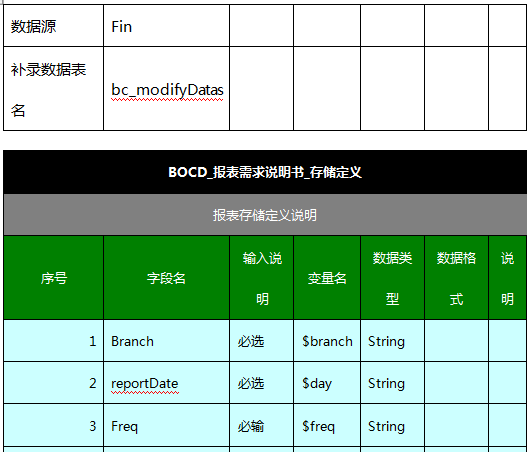 数据源 Fin
补录数据表
名 bc_modifyDatas
BOCD_报表需求说明书_存储定义
报表存储定义说明
序号 字段名 输入说明 变量名 数据类型 数据格式 说明
1 Branch 必选 $branch String
2 reportDate 必选 $day String
3 Freq 必输 $freq String